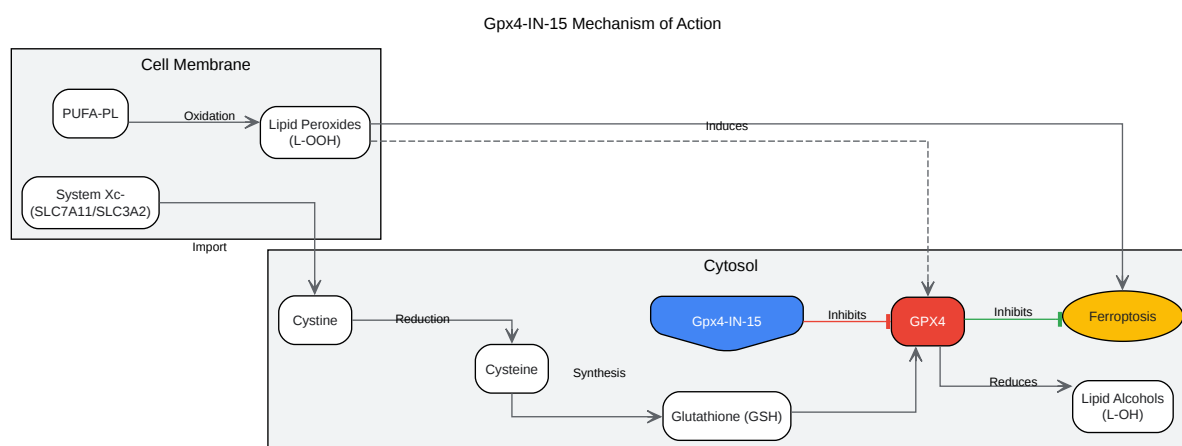 Gpx4-IN-15 Mechanism of Action
Cell Membrane
PUFA-PL
Oxidation
Lipid Peroxides
(L-OOH)
Induces
System Xc-
(SLC7A11/SLC3A2)
Import
Cytosol
Cystine
Reduction
Gpx4-IN-15
Inhibits
GPX4
Inhibits
Ferroptosis
Cysteine
Synthesis
Glutathione (GSH)
Reduces
Lipid Alcohols
(L-OH)